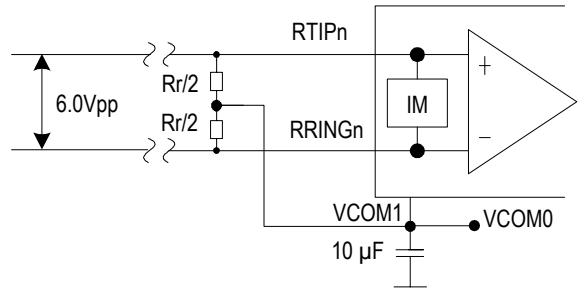 RTIPn
Rr/2
6.0Vpp
IM
+
−
Rr/2
RRINGn
VCOM1
VCOM0
10 µF